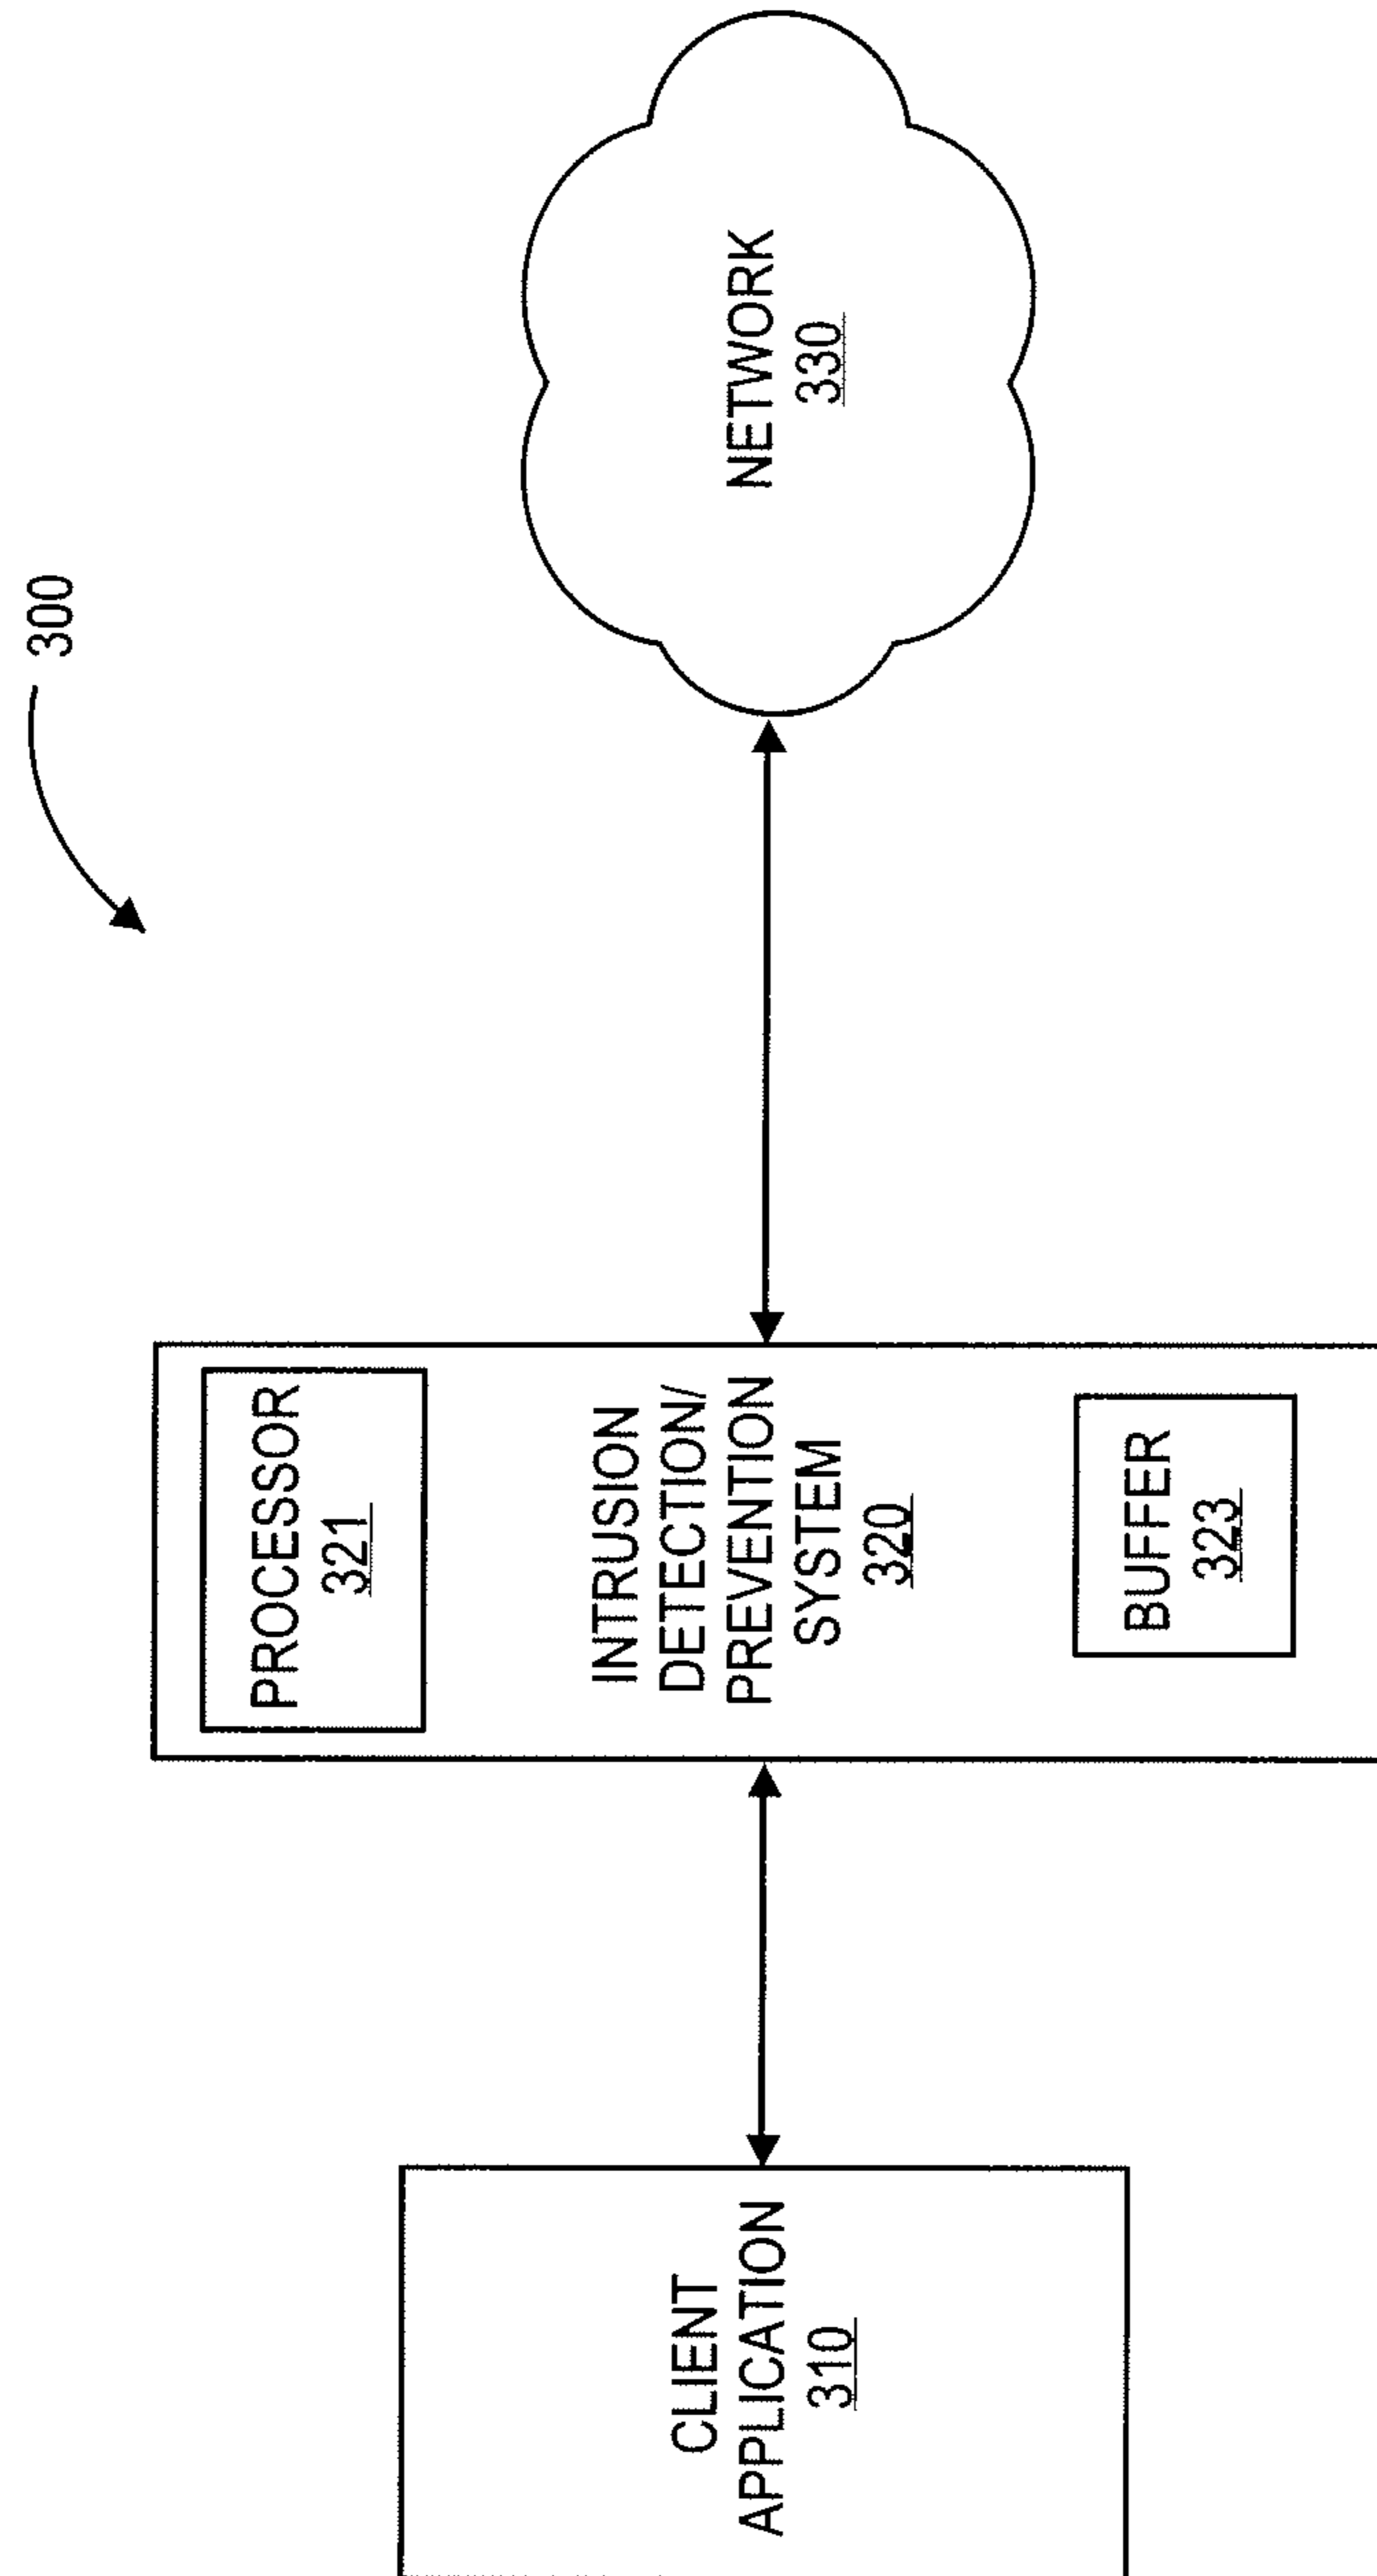 300
PROCESSOR
321
INTRUSION
DETECTION/
PREVENTION
SYSTEM
320
BUFFER
323
CLIENT
APPLICATION
310
NETWORK
330